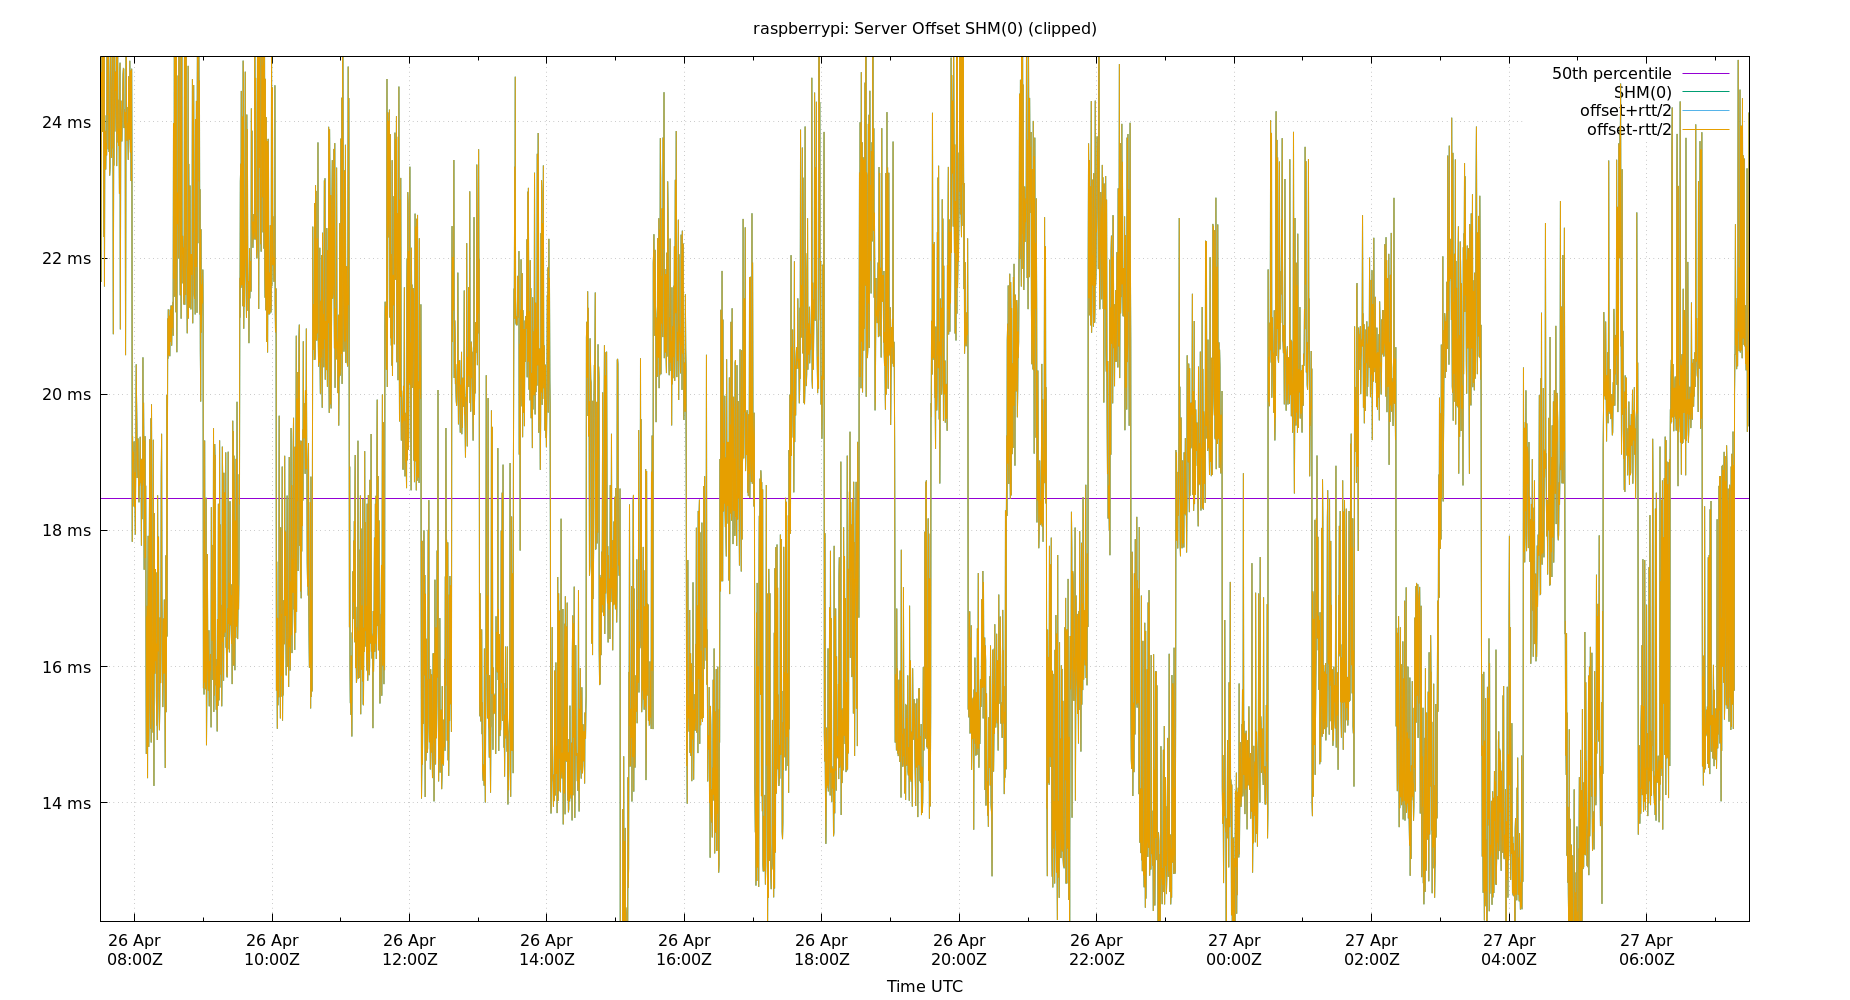 raspberrypi: Server Offset SHM(0) (clipped)
50th percentile
SHM(0)
offset+rtt/2
offset-rtt/2
24 ms
22 ms
20 ms
18 ms
16 ms
14 ms
26 Apr 26 Apr 26 Apr 26 Apr 26 Apr 26 Apr 26 Apr 26 Apr 27 Apr 27 Apr 27 Apr 27 Apr
08:00Z 10:00Z 12:00Z 14:00Z 16:00Z 18:00Z 20:00Z 22:00Z 00:00Z 02:00Z 04:00Z 06:00Z
Time UTC